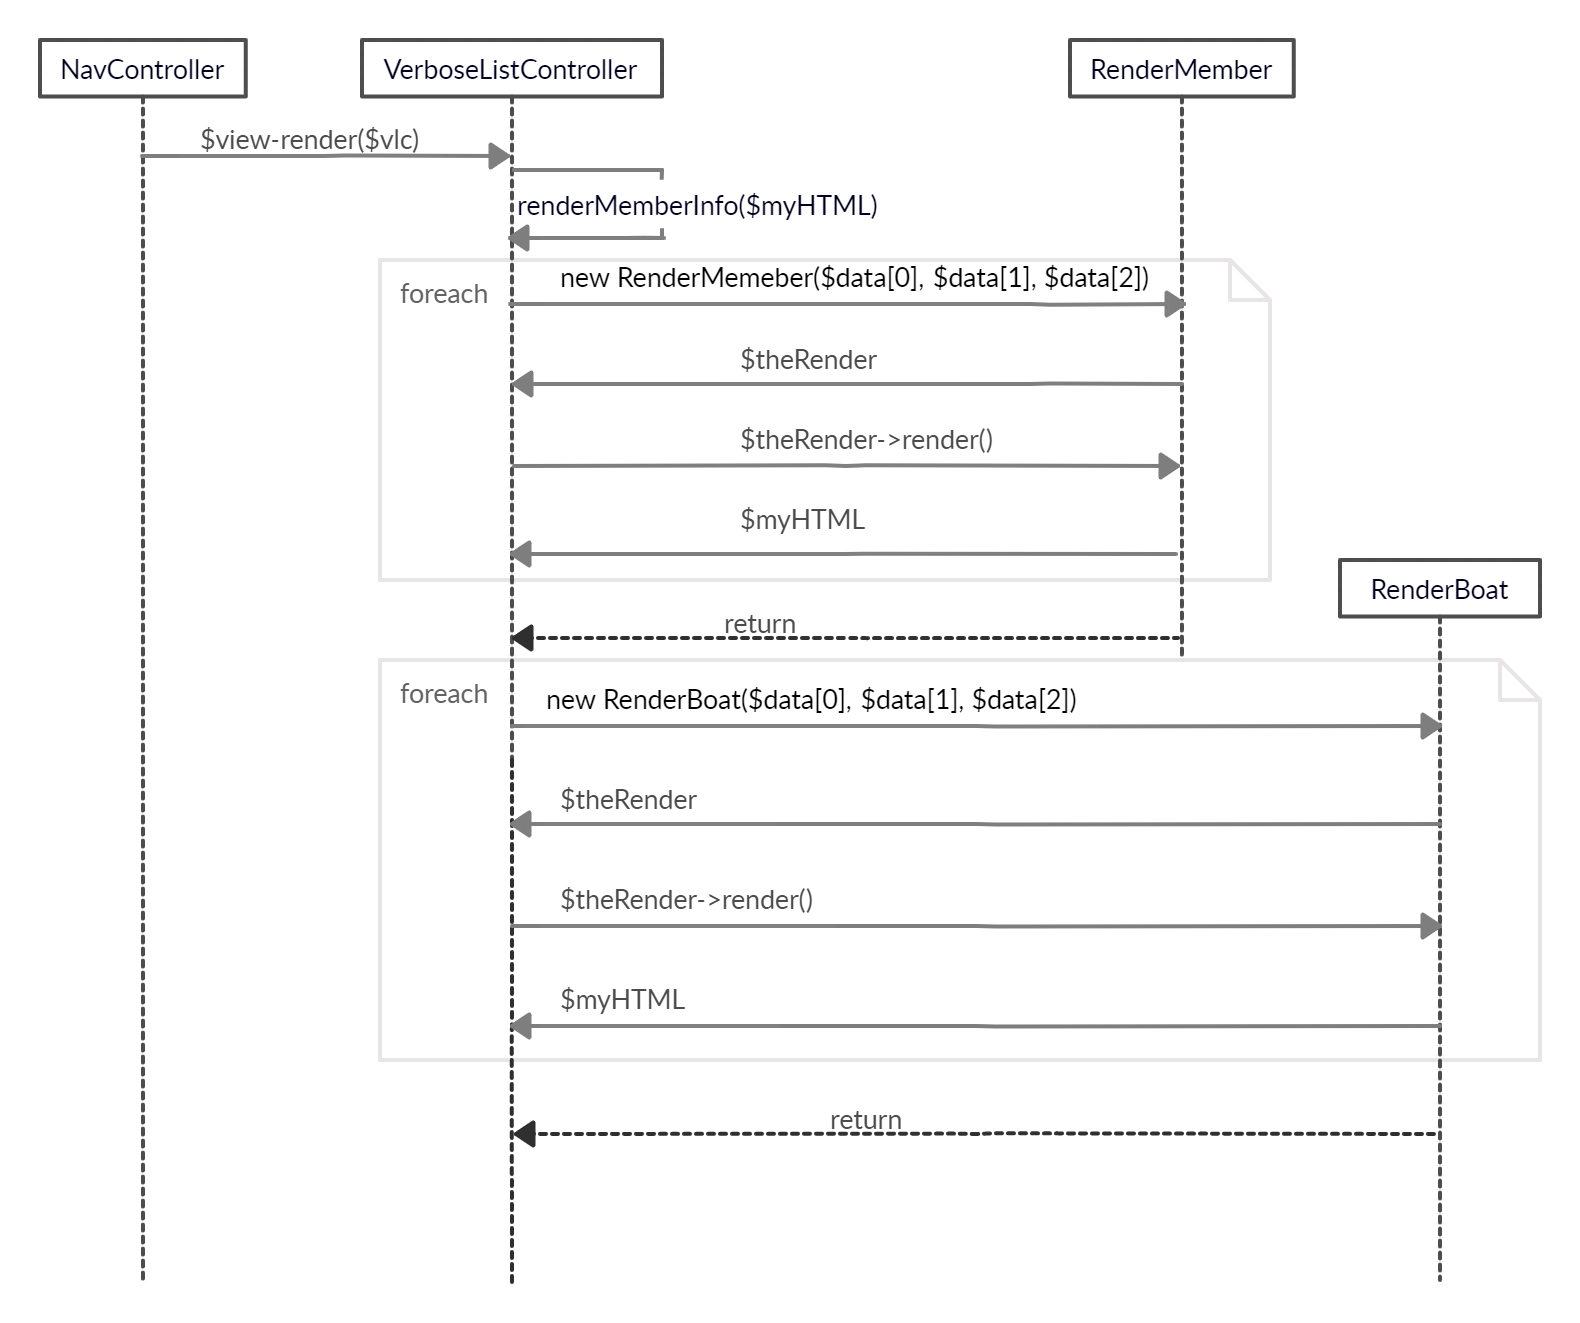 NavController
VerboseListController
RenderMember
$view-render($vlc)
renderMemberInfo($myHTML)
foreach
new RenderMemeber($data[0], $data[1], $data[2])
$theRender
$theRender->render()
$myHTML
RenderBoat
return
foreach
new RenderBoat($data[0], $data[1], $data[2])
$theRender
$theRender->render()
$myHTML
return